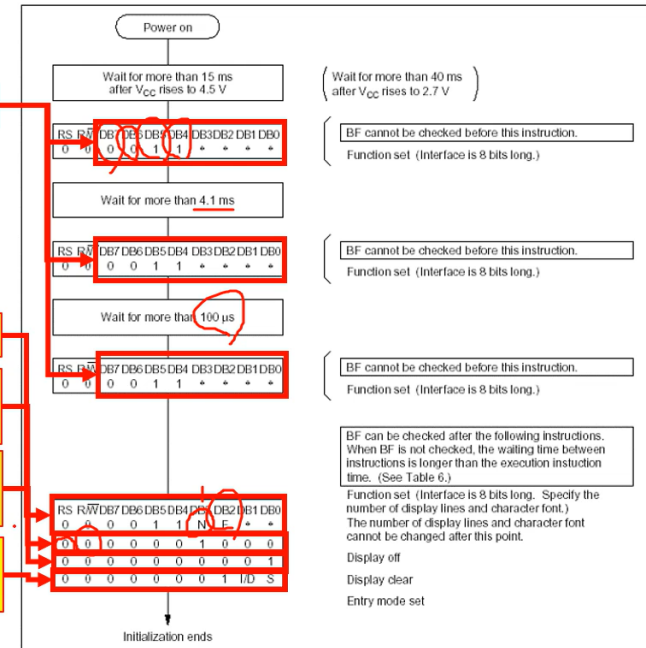 Power on
Wait for more than 15 ms
after VCC rises to 4.5 V
Wait for more than 40 ms
after VCC rises to 2.7 V
RS R/W DB7 DB6 DB5 DB4 DB3 DB2 DB1 DB0
0 0 0 0 1 1 * * * *
BF cannot be checked before this instruction.
Function set (Interface is 8 bits long.)
Wait for more than 4.1 ms
RS R/W DB7 DB6 DB5 DB4 DB3 DB2 DB1 DB0
0 0 0 0 1 1 * * * *
BF cannot be checked before this instruction.
Function set (Interface is 8 bits long.)
Wait for more than 100 µs
RS R/W DB7 DB6 DB5 DB4 DB3 DB2 DB1 DB0
0 0 0 0 1 1 * * * *
BF cannot be checked before this instruction.
Function set (Interface is 8 bits long.)
BF can be checked after the following instructions.
When BF is not checked, the waiting time between
instructions is longer than the execution instuction
time. (See Table 6.)
RS R/W DB7 DB6 DB5 DB4 DB3 DB2 DB1 DB0
0 0 0 0 1 1 N F * *
0 0 0 0 0 0 1 0 0 0
0 0 0 0 0 0 0 0 0 1
0 0 0 0 0 0 0 1 I/D S
Function set (Interface is 8 bits long. Specify the
number of display lines and character font.)
The number of display lines and character font
cannot be changed after this point.
Display off
Display clear
Entry mode set
Initialization ends